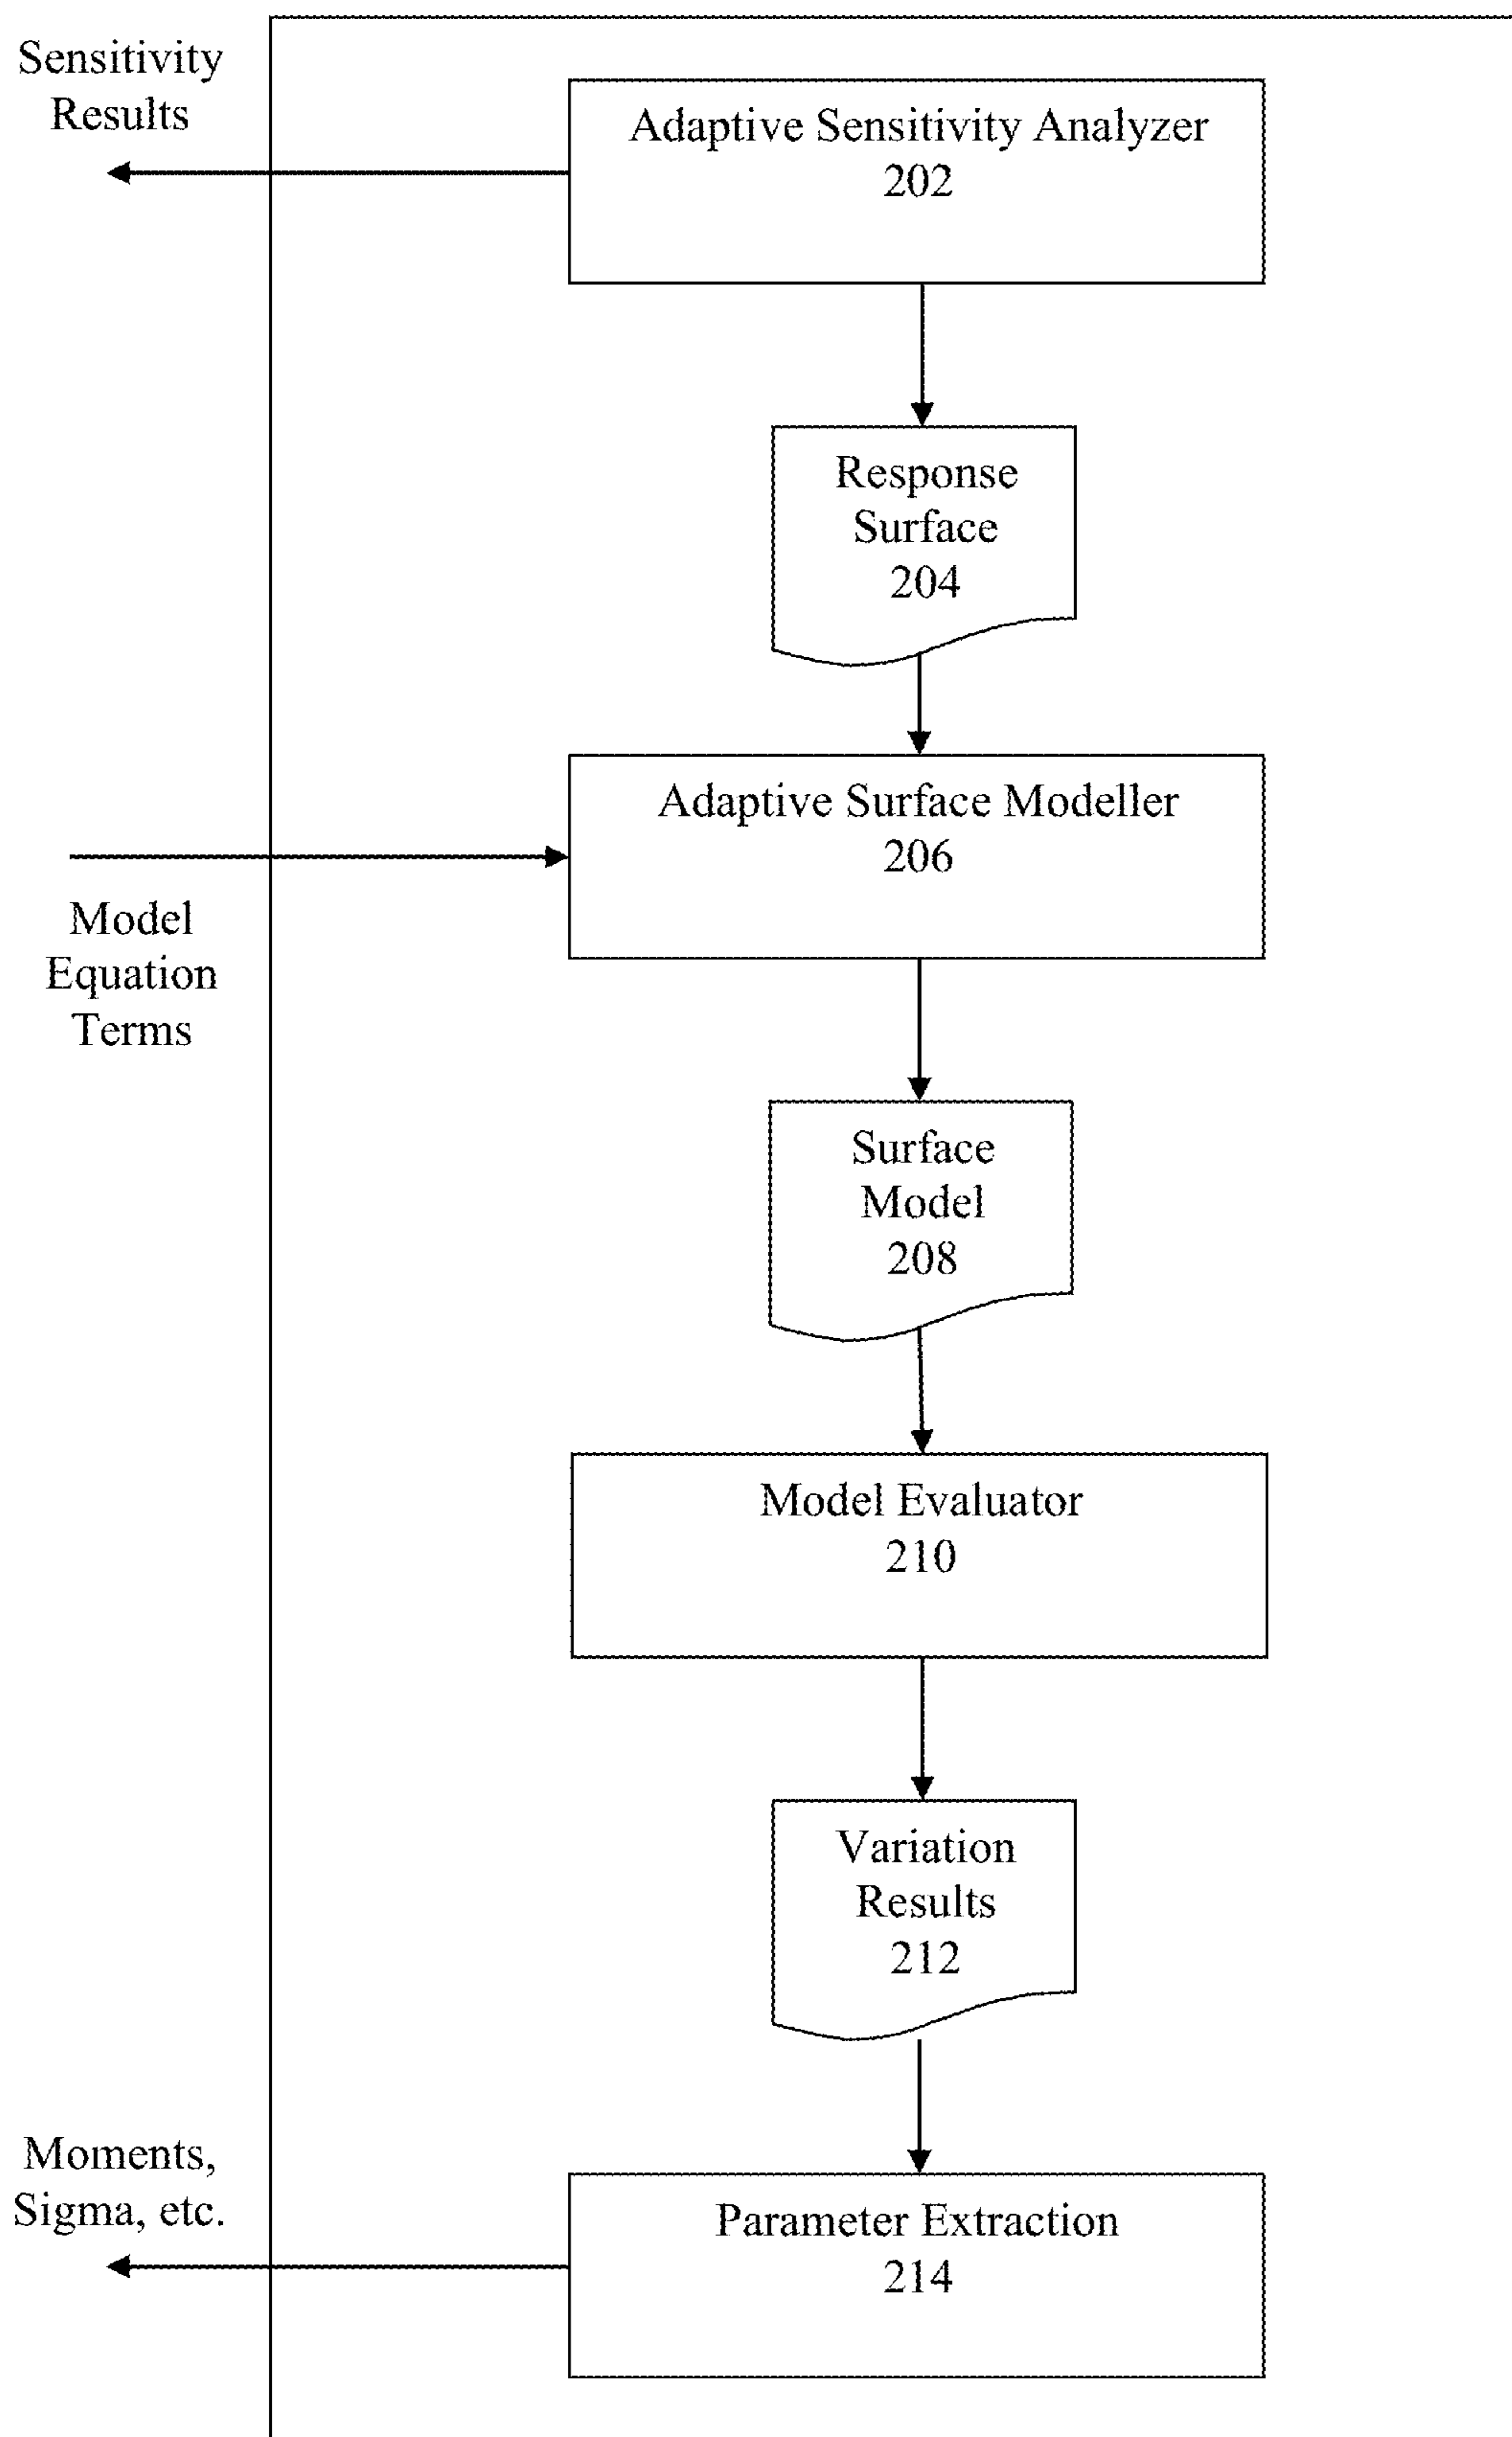 Sensitivity
Results
Adaptive Sensitivity Analyzer
202
Response
Surface
204
Adaptive Surface Modeller
206
Model
Equation
Terms
Surface
Model
208
Model Evaluator
210
Variation
Results
212
Moments,
Sigma, etc.
Parameter Extraction
214